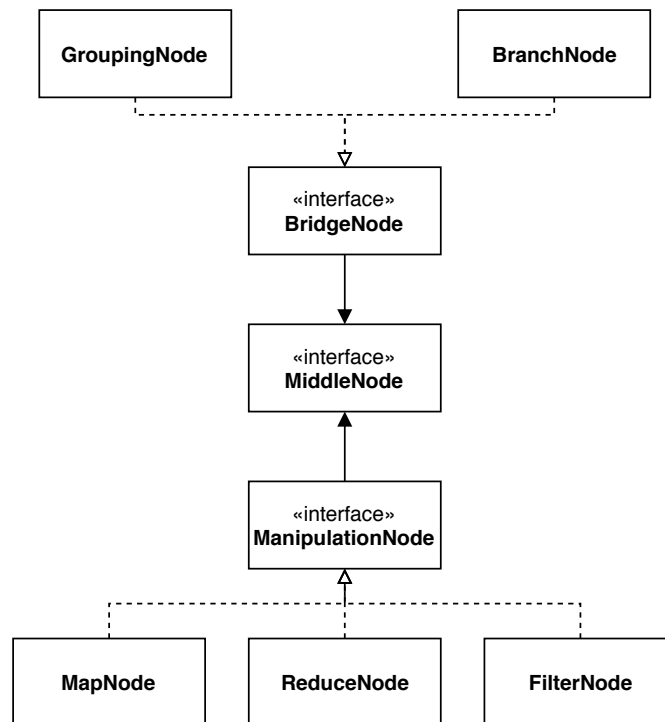 GroupingNode
BranchNode
«interface»
BridgeNode
«interface»
MiddleNode
«interface»
ManipulationNode
MapNode
ReduceNode
FilterNode